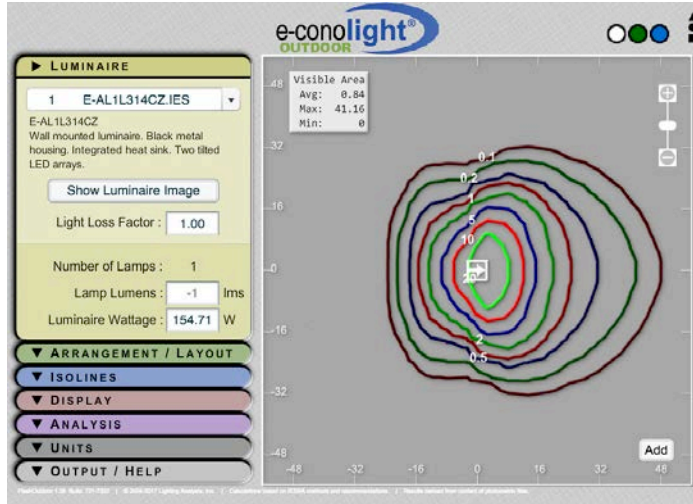 e-conolight®
OUTDOOR
▶ LUMINAIRE
1 E-AL1L314CZ.IES
E-AL1L314CZ
Wall mounted luminaire. Black metal
housing. Integrated heat sink. Two tilted
LED arrays.
Show Luminaire Image
Light Loss Factor : 1.00
Number of Lamps : 1
Lamp Lumens : -1 lms
Luminaire Wattage : 154.71 W
▼ ARRANGEMENT / LAYOUT
▼ ISOLINES
▼ DISPLAY
▼ ANALYSIS
▼ UNITS
▼ OUTPUT / HELP
Visible Area
Avg: 0.84
Max: 41.16
Min: 0
48
32
16
0
-16
-32
-48
-48 -32 -16 0 16 32 48
0.1
0.2
1
5
10
20
2
0.5
Add